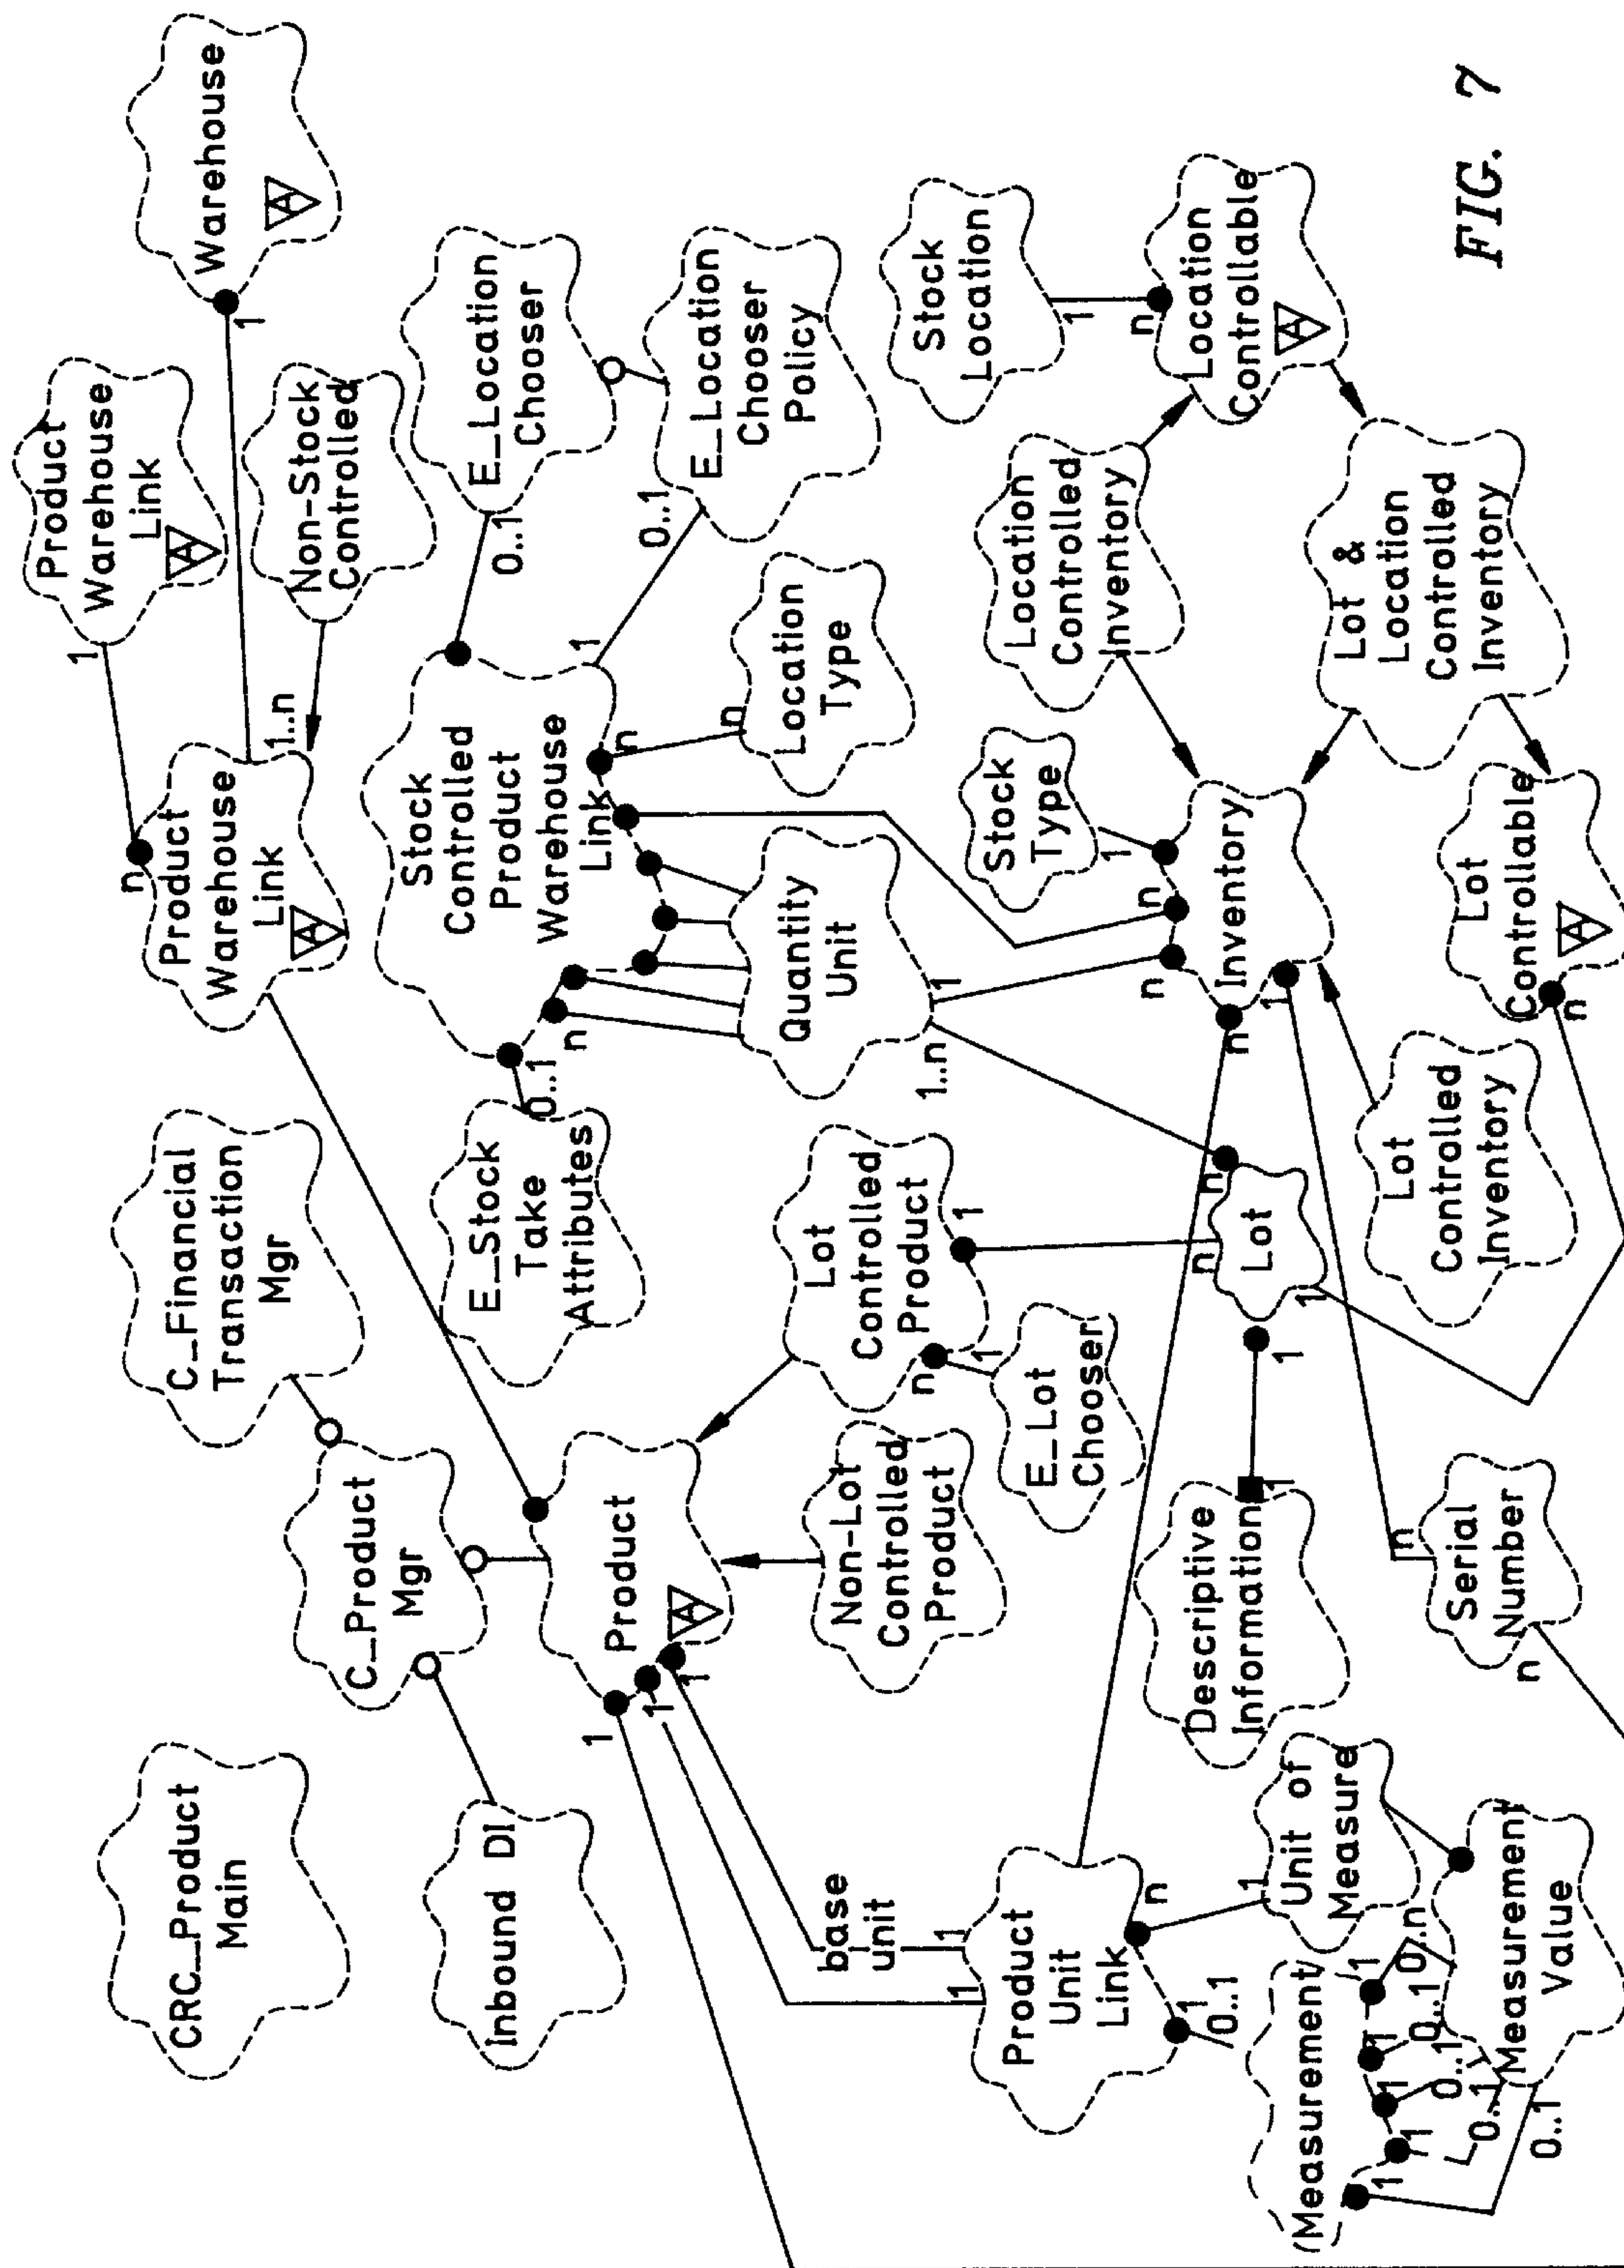 CRC_Product
Main
C_Financial
Transaction
Mgr
Product
Warehouse
Link
A
1
n
Product
Warehouse
Link
A
1..n
Warehouse
A
1
Non-Stock
Controlled
Inbound DI
C_Product
Mgr
E_Stock
Take
Attributes
0..1
n
Stock
Controlled
Product
Warehouse
Link
E_Location
Chooser
0..1
E_Location
Chooser
Policy
0..1
1
n
n
Location
Type
Product
A
1
1
1
base
unit
1
1
Non-Lot
Controlled
Product
Lot
Controlled
Product
1
n
1
E_Lot
Chooser
Quantity
Unit
1..n
1
Stock
Type
1
n
n
n
1
Inventory
Location
Controlled
Inventory
Stock
Location
1
n
Location
Controllable
A
Product
Unit
Link
n
1
0..1
1
Unit of
Measure
Descriptive
Information
1
1
n
n
Lot
1
Lot
Controlled
Inventory
Lot &
Location
Controlled
Inventory
Lot
Controllable
A
n
Serial
Number
n
n
Measurement
1
1
1
1
1
0..n
0..1
0..1
0..1
0..1
Measurement
Value
FIG. 7